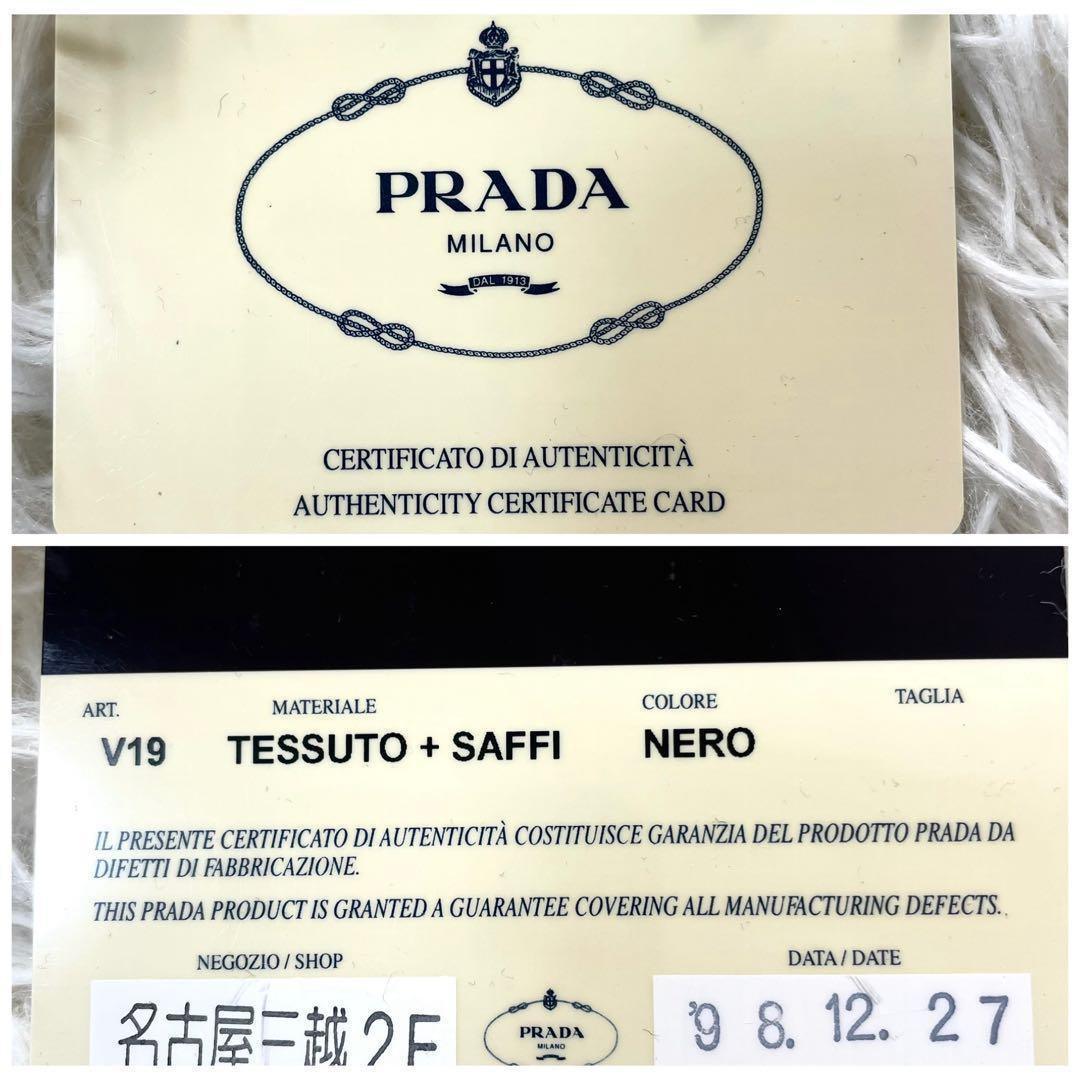 PRADA
MILANO
DAL 1913
CERTIFICATO DI AUTENTICITÀ
AUTHENTICITY CERTIFICATE CARD
ART. MATERIALE COLORE TAGLIA
V19 TESSUTO + SAFFI NERO
IL PRESENTE CERTIFICATO DI AUTENTICITÀ COSTITUISCE GARANZIA DEL PRODOTTO PRADA DA
DIFETTI DI FABBRICAZIONE.
THIS PRADA PRODUCT IS GRANTED A GUARANTEE COVERING ALL MANUFACTURING DEFECTS.
NEGOZIO / SHOP DATA / DATE
名古屋三越2F '98.12.27
PRADA
MILANO